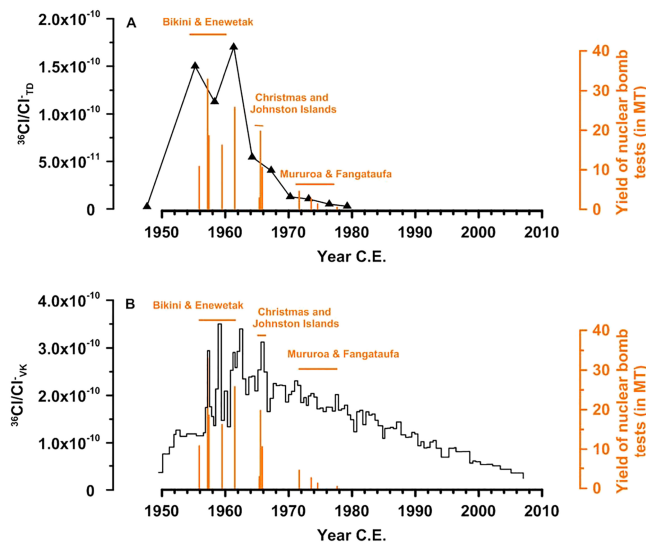 A
Bikini & Enewetak
2.0x10⁻¹⁰
1.5x10⁻¹⁰
1.0x10⁻¹⁰
5.0x10⁻¹¹
0
³⁶Cl/Cl⁻TD
Christmas and
Johnston Islands
Mururoa & Fangataufa
40
30
20
10
0
Yield of nuclear bomb
tests (in MT)
1950 1960 1970 1980 1990 2000 2010
Year C.E.
B
Bikini & Enewetak
4.0x10⁻¹⁰
3.0x10⁻¹⁰
2.0x10⁻¹⁰
1.0x10⁻¹⁰
0
³⁶Cl/Cl⁻VK
Christmas and
Johnston Islands
Mururoa & Fangataufa
40
30
20
10
0
Yield of nuclear bomb
tests (in MT)
1950 1960 1970 1980 1990 2000 2010
Year C.E.